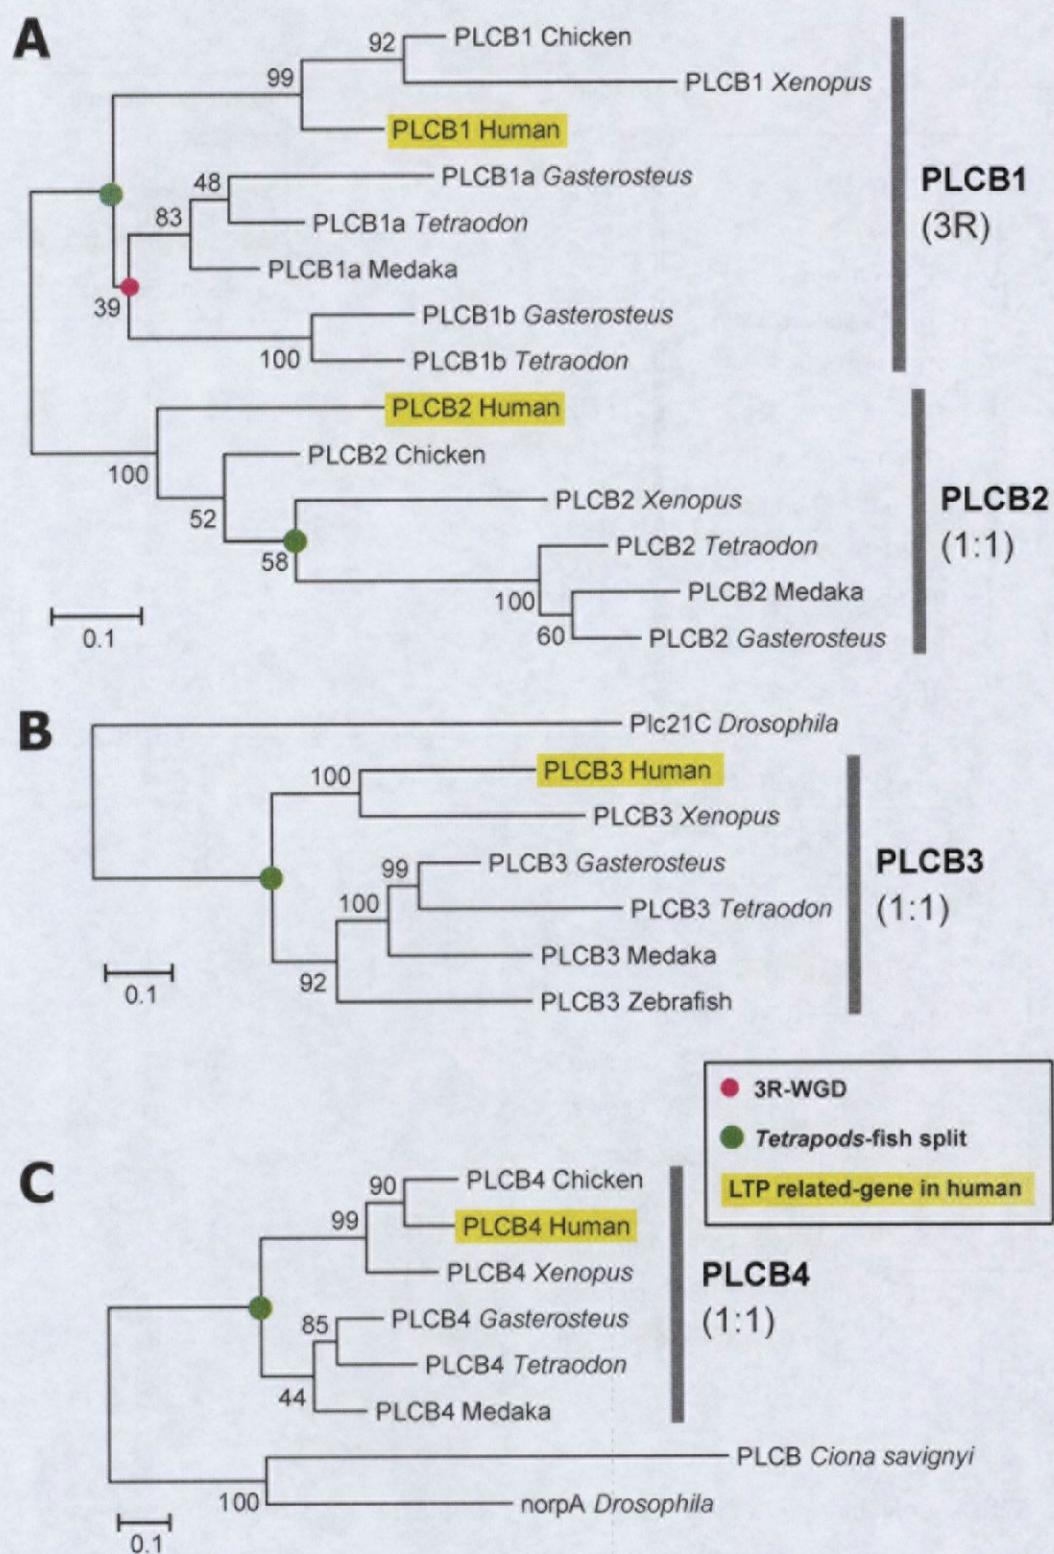 A
92
PLCB1 Chicken
99
PLCB1 Xenopus
PLCB1 Human
48
PLCB1a Gasterosteus
PLCB1
83
PLCB1a Tetraodon
(3R)
PLCB1a Medaka
39
PLCB1b Gasterosteus
100
PLCB1b Tetraodon
PLCB2 Human
100
PLCB2 Chicken
52
PLCB2 Xenopus
PLCB2
58
PLCB2 Tetraodon
(1:1)
100
PLCB2 Medaka
60
PLCB2 Gasterosteus
0.1
B
Plc21C Drosophila
100
PLCB3 Human
PLCB3 Xenopus
99
PLCB3 Gasterosteus
PLCB3
100
PLCB3 Tetraodon
(1:1)
PLCB3 Medaka
92
PLCB3 Zebrafish
0.1
3R-WGD
Tetrapods-fish split
LTP related-gene in human
C
90
PLCB4 Chicken
99
PLCB4 Human
PLCB4 Xenopus
PLCB4
85
PLCB4 Gasterosteus
(1:1)
PLCB4 Tetraodon
44
PLCB4 Medaka
PLCB Ciona savignyi
100
norpA Drosophila
0.1